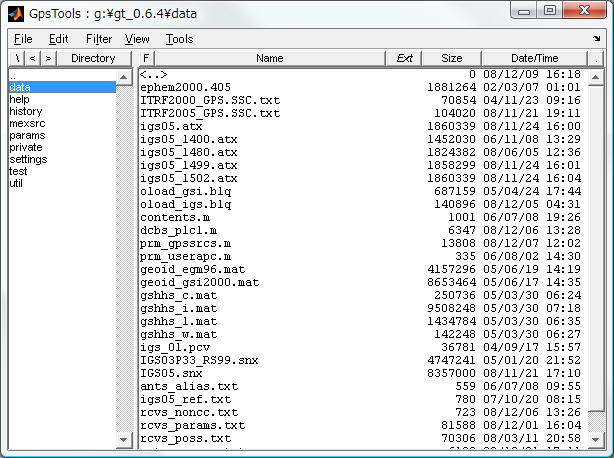 GpsTools : g:¥gt_0.6.4¥data
File Edit Filter View Tools
\ < > Directory F Name Ext Size Date/Time .
..
data
help
history
mexsrc
params
private
settings
test
util
<..> 0 08/12/09 16:18
ephem2000.405 1881264 02/03/07 01:01
ITRF2000_GPS.SSC.txt 70854 04/11/23 09:16
ITRF2005_GPS.SSC.txt 104020 08/11/21 19:11
igs05.atx 1860339 08/11/24 16:00
igs05_1400.atx 1452030 06/11/08 13:29
igs05_1480.atx 1824382 08/06/05 12:36
igs05_1499.atx 1855299 08/11/24 16:01
igs05_1502.atx 1860339 08/11/24 16:04
oload_gsi.blq 687159 05/04/24 17:44
oload_igs.blq 140896 08/12/05 04:31
contents.m 1001 06/07/08 19:26
dcbs_plcl.m 6347 08/12/06 13:28
prm_gpssrcs.m 13808 08/12/07 12:02
prm_userapc.m 335 06/08/02 14:30
geoid_egm96.mat 4157296 05/06/19 14:19
geoid_gsi2000.mat 8653464 06/05/17 14:35
gshhs_c.mat 250736 05/03/30 06:24
gshhs_i.mat 9508248 05/03/30 07:18
gshhs_l.mat 1434784 05/03/30 06:35
gshhs_w.mat 142248 05/03/30 06:27
igs_01.pcv 36781 04/09/17 15:57
IGS03P33_RS99.snx 4747241 05/01/20 21:52
IGS05.snx 8357000 08/11/21 17:10
ants_alias.txt 559 06/07/08 09:55
igs05_ref.txt 780 07/10/20 08:15
rcvs_noncc.txt 723 08/12/06 13:26
rcvs_params.txt 81588 08/12/01 16:04
rcvs_poss.txt 70306 08/03/11 20:58